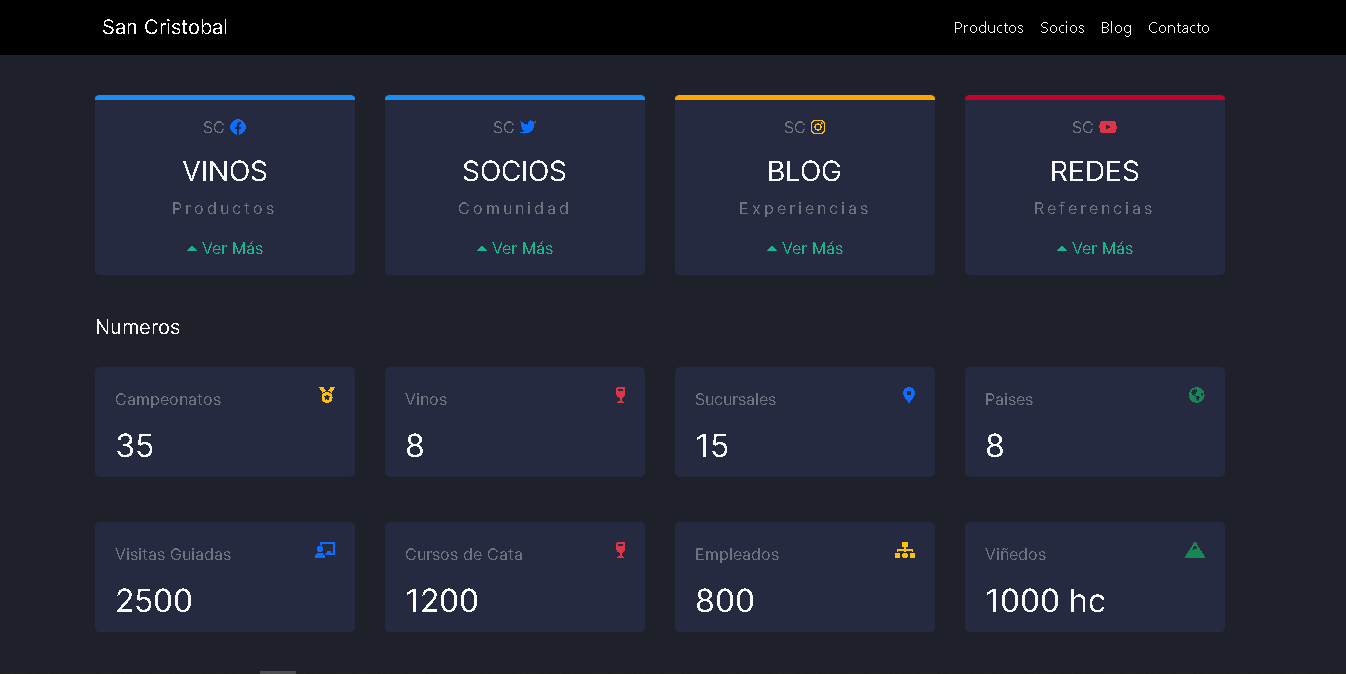 San Cristobal
Productos Socios Blog Contacto
SC
VINOS
Productos
Ver Más
SC
SOCIOS
Comunidad
Ver Más
SC
BLOG
Experiencias
Ver Más
SC
REDES
Referencias
Ver Más
Numeros
Campeonatos
35
Vinos
8
Sucursales
15
Paises
8
Visitas Guiadas
2500
Cursos de Cata
1200
Empleados
800
Viñedos
1000 hc